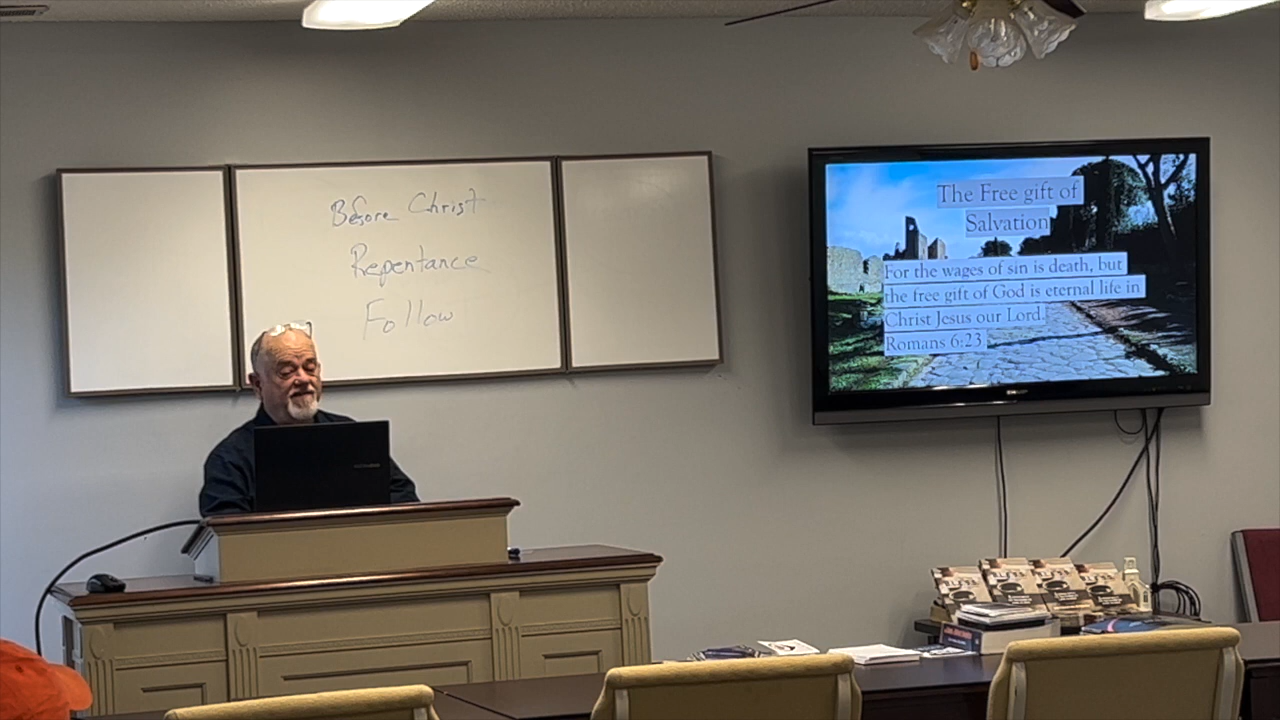 Before Christ
Repentance
Follow
The Free gift of
Salvation
For the wages of sin is death, but
the free gift of God is eternal life in
Christ Jesus our Lord.
Romans 6:23